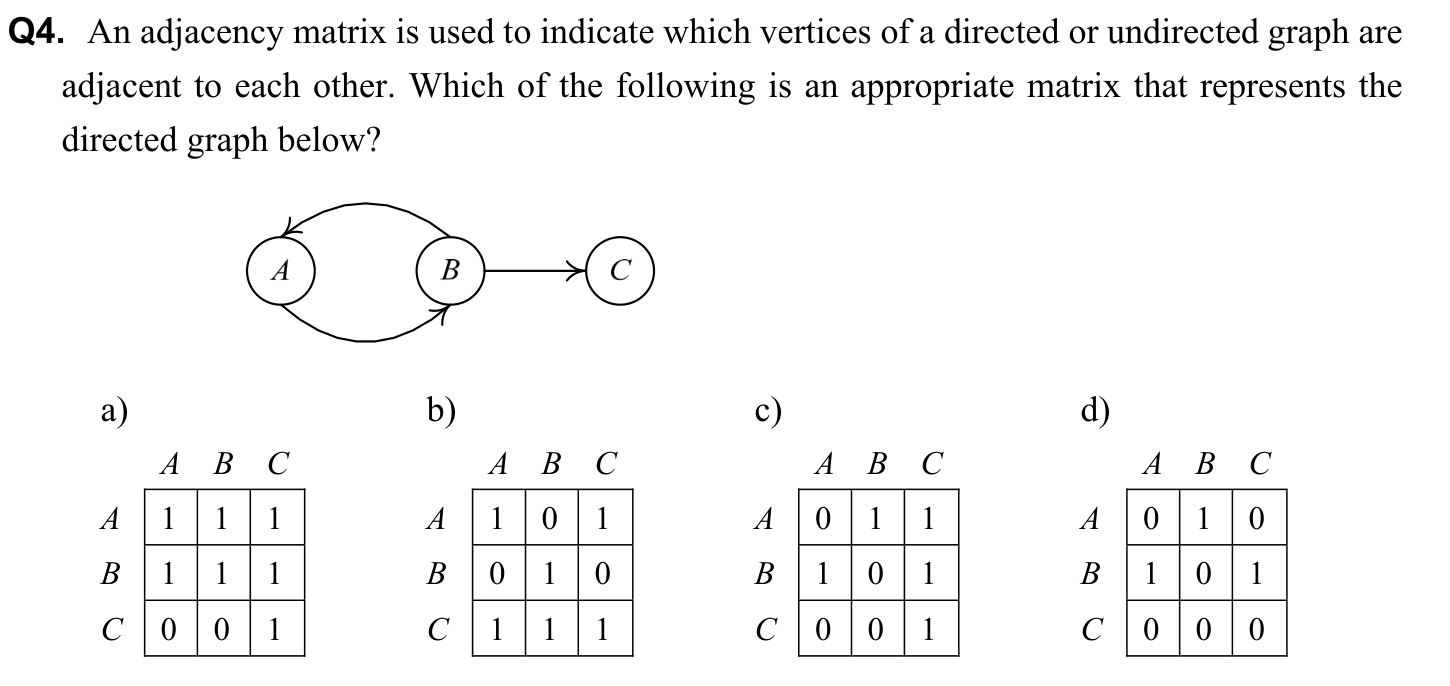 Q4. An adjacency matrix is used to indicate which vertices of a directed or undirected graph are
adjacent to each other. Which of the following is an appropriate matrix that represents the
directed graph below?
A B C
a) b) c) d)
A B C A B C A B C A B C
A 1 1 1 A 1 0 1 A 0 1 1 A 0 1 0
B 1 1 1 B 0 1 0 B 1 0 1 B 1 0 1
C 0 0 1 C 1 1 1 C 0 0 1 C 0 0 0